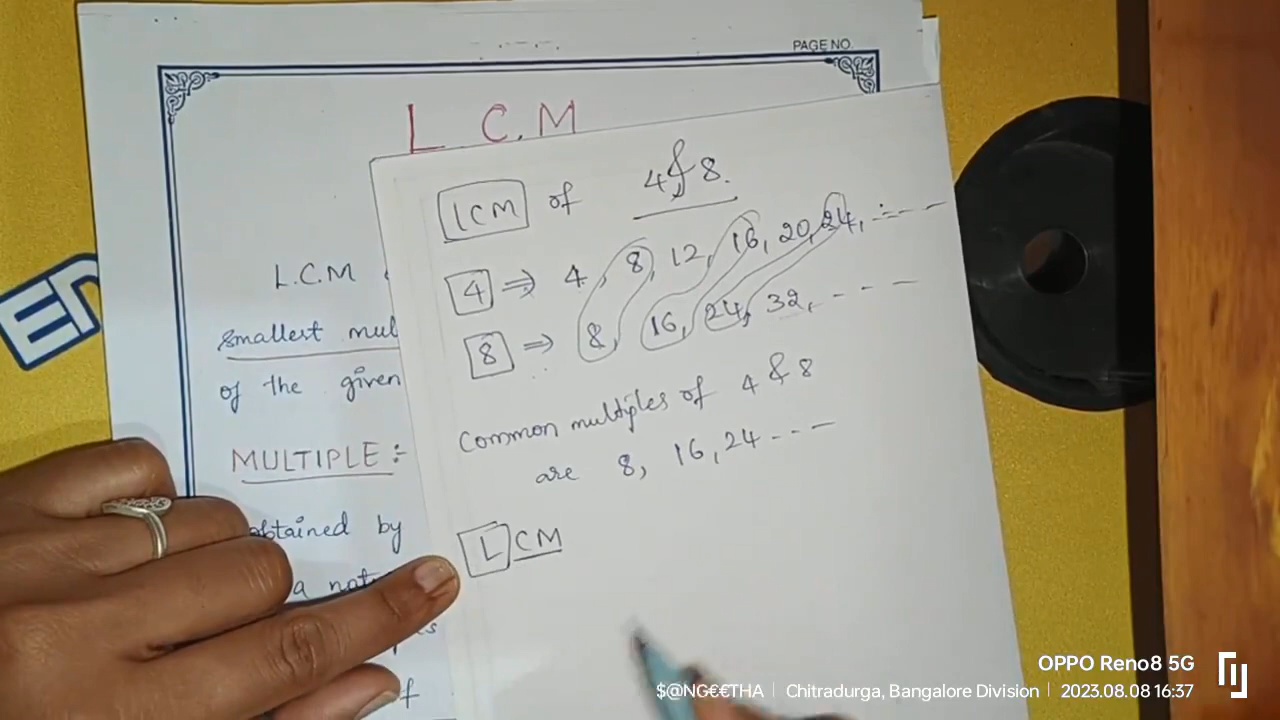 PAGE NO.
L C.M
LCM of 4 & 8.
4 ⇒ 4, 8, 12, 16, 20, 24, - - - -
8 ⇒ 8, 16, 24, 32, - - - -
Common multiples of 4 & 8
are 8, 16, 24 - - - -
LCM
L.C.M
smallest mul
of the given
MULTIPLE :-
obtained by
a nat
of
EN
OPPO Reno8 5G
$@NG€€THA | Chitradurga, Bangalore Division | 2023.08.08 16:37